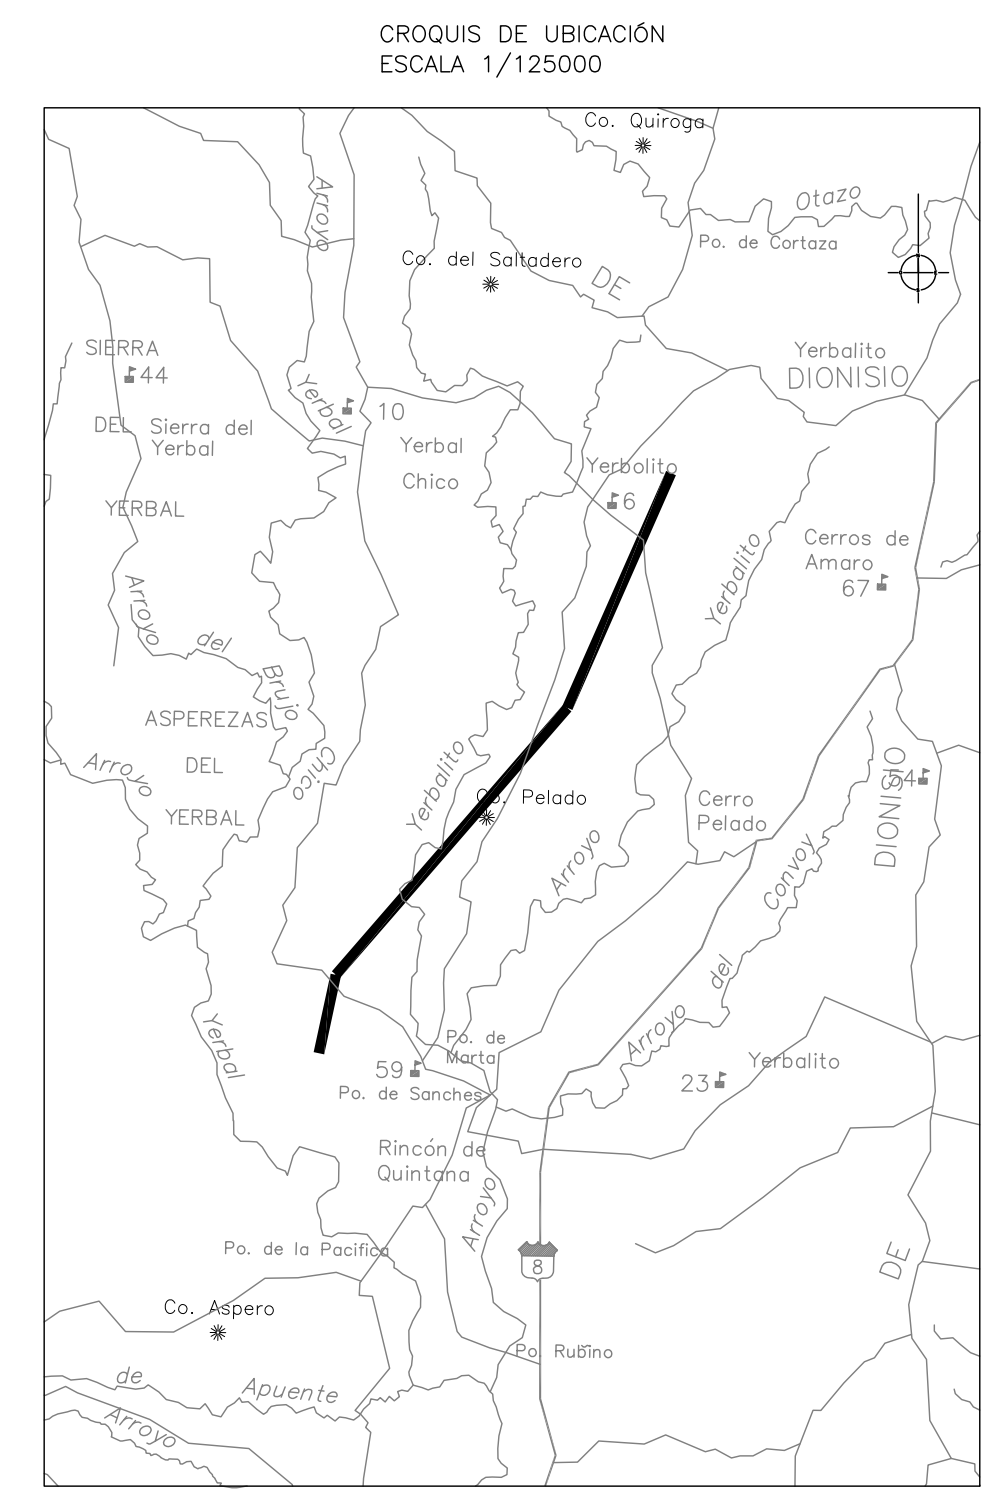 CROQUIS DE UBICACIÓN
ESCALA 1/125000
Co. Quiroga
Otazo
Arroyo
Po. de Cortaza
Co. del Saltadero
DE
SIERRA
44
Yerbalito
DIONISIO
Yerbal
10
DEL
Sierra del
Yerbal
Yerbal
Chico
Yerbolito
6
YERBAL
Cerros de
Amaro
67
Yerbalito
Arroyo
del
Brujo
ASPEREZAS
DEL
YERBAL
Arroyo
Chico
Yerbalito
Co. Pelado
Cerro
Pelado
54
DIONISIO
Arroyo
Convoy
del
Arroyo
Yerbal
Po. de
Marta
59
Po. de Sanches
23
Yerbalito
Rincón de
Quintana
Arroyo
Po. de la Pacifica
8
DE
Co. Aspero
Po. Rubino
de
Apuente
Arroyo